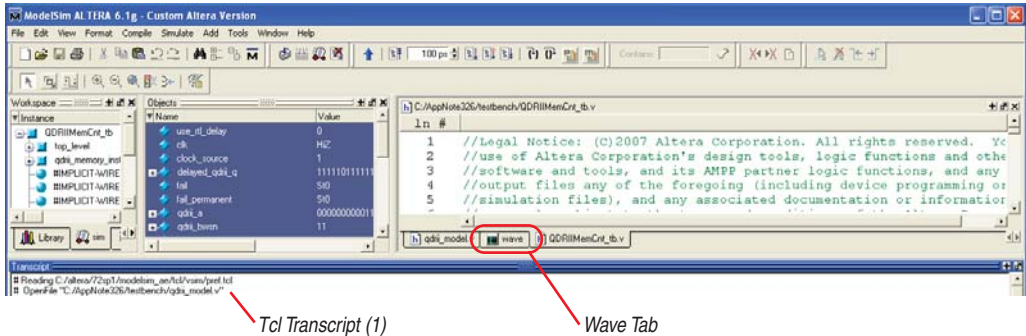 ModelSim ALTERA 6.1g - Custom Altera Version
File Edit View Format Compile Simulate Add Tools Window Help
100 ps
Contains:
Workspace
Instance
QDRIIMemCnt_tb
top_level
qdrii_memory_inst
#IMPLICIT-WIRE
#IMPLICIT-WIRE
Library
sim
Objects
Name Value
use_rtl_delay 0
clk HiZ
clock_source 1
delayed_qdrii_q 111110111111
fail St0
fail_permanent St0
qdrii_a 000000000011
qdrii_bwsn 11
C:/AppNote326/testbench/QDRIIMemCnt_tb.v
ln #
1 //Legal Notice: (C)2007 Altera Corporation. All rights reserved. Yo
2 //use of Altera Corporation's design tools, logic functions and othe
3 //software and tools, and its AMPP partner logic functions, and any
4 //output files any of the foregoing (including device programming or
5 //simulation files), and any associated documentation or information
qdrii_model.v
wave
QDRIIMemCnt_tb.v
Transcript
# Reading C:/altera/72sp1/modelsim_ae/tcl/vsim/pref.tcl
# OpenFile "C:/AppNote326/testbench/qdrii_model.v"
Tcl Transcript (1)
Wave Tab